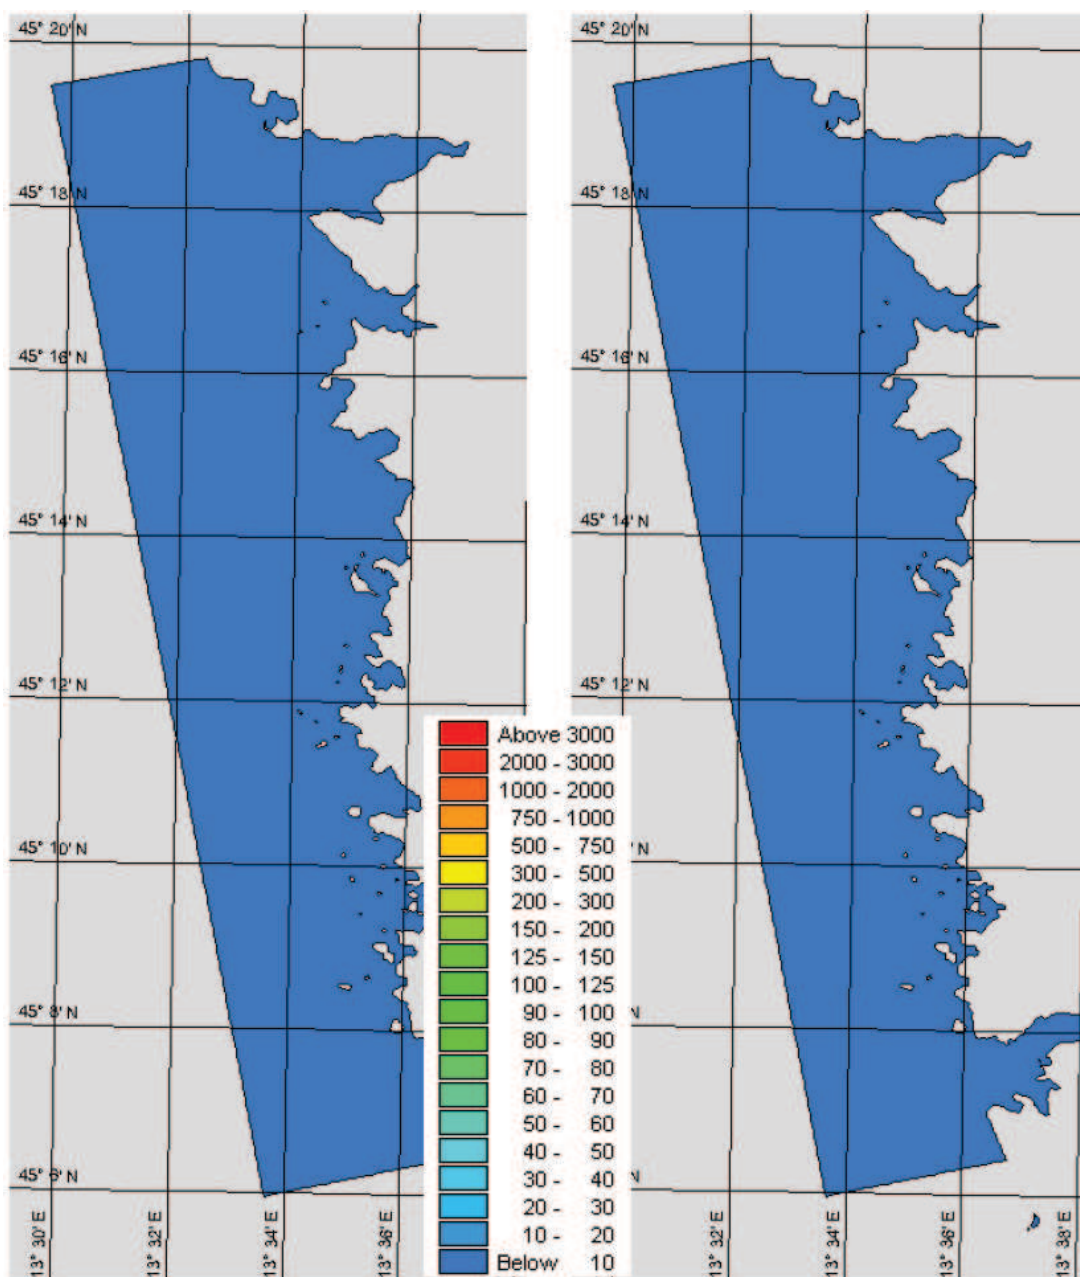 45° 20' N
45° 18' N
45° 16' N
45° 14' N
45° 12' N
45° 10' N
45° 8' N
45° 6' N
13° 30' E
13° 32' E
13° 34' E
13° 36' E
45° 20' N
45° 18' N
45° 16' N
45° 14' N
45° 12' N
N
N
13° 32' E
13° 34' E
13° 36' E
13° 38' E
Above 3000
2000 - 3000
1000 - 2000
750 - 1000
500 - 750
300 - 500
200 - 300
150 - 200
125 - 150
100 - 125
90 - 100
80 - 90
70 - 80
60 - 70
50 - 60
40 - 50
30 - 40
20 - 30
10 - 20
Below 10